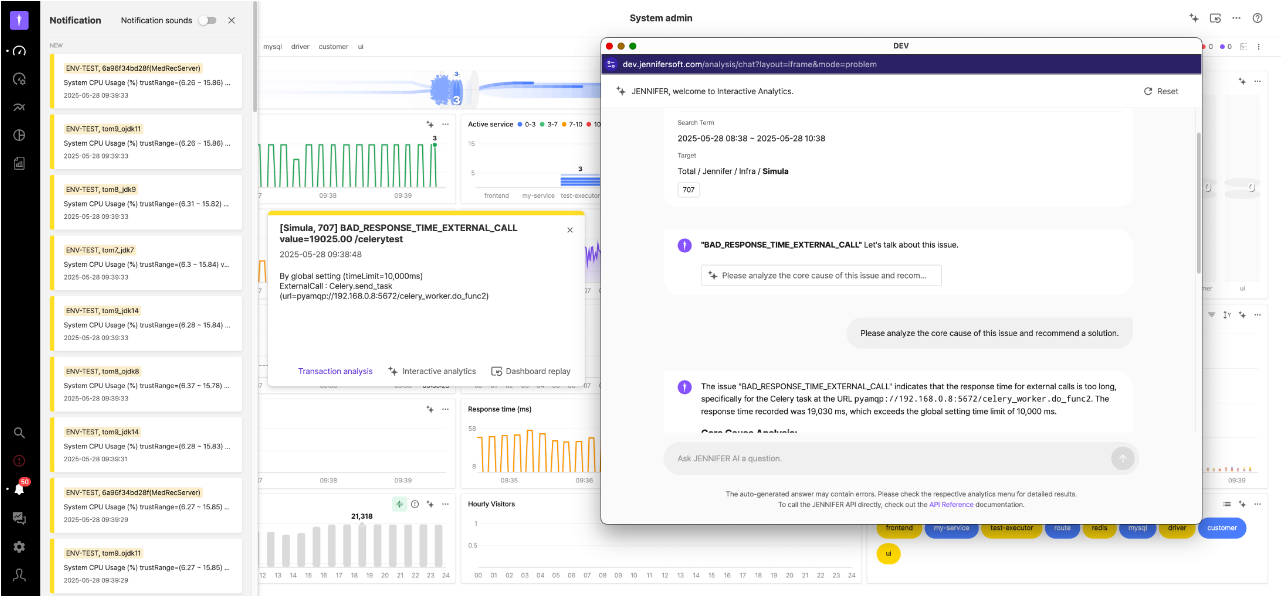 Notification
Notification sounds
NEW
ENV-TEST, 6a96f34bd28f(MedRecServer)
System CPU Usage (%) trustRange=(6.26 ~ 15.86) ...
2025-05-28 09:39:33
ENV-TEST, tom9_ojdk11
System CPU Usage (%) trustRange=(6.26 ~ 15.86) ...
2025-05-28 09:39:33
ENV-TEST, tom8_jdk9
System CPU Usage (%) trustRange=(6.31 ~ 15.82) ...
2025-05-28 09:39:33
ENV-TEST, tom7_jdk7
System CPU Usage (%) trustRange=(6.3 ~ 15.84) v...
2025-05-28 09:39:33
ENV-TEST, tom9_jdk14
System CPU Usage (%) trustRange=(6.28 ~ 15.84) ...
2025-05-28 09:39:33
ENV-TEST, tom8_ojdk8
System CPU Usage (%) trustRange=(6.37 ~ 15.78) ...
2025-05-28 09:39:33
ENV-TEST, tom9_jdk14
System CPU Usage (%) trustRange=(6.28 ~ 15.83) ...
2025-05-28 09:39:31
ENV-TEST, 6a96f34bd28f(MedRecServer)
System CPU Usage (%) trustRange=(6.27 ~ 15.85) ...
2025-05-28 09:39:29
ENV-TEST, tom9_ojdk11
System CPU Usage (%) trustRange=(6.27 ~ 15.85) ...
2025-05-28 09:39:29
50
System admin
mysql driver customer ui
0 0
3
3
3
09:38 09:39
Active service 0-3 3-7 7-10 10
15
5
3
frontend my-service test-executor
[Simula, 707] BAD_RESPONSE_TIME_EXTERNAL_CALL
value=19025.00 /celerytest
2025-05-28 09:38:48
By global setting (timeLimit=10,000ms)
ExternalCall : Celery.send_task
(url=pyamqp://192.168.0.8:5672/celery_worker.do_func2)
Transaction analysis
Interactive analytics
Dashboard replay
09:38 09:39
Response time (ms)
58
8
09:35 09:36
21,318
12 13 14 15 16 17 18 19 20 21 22 23 24
Hourly Visitors
1
0.5
00 01 02 03 04 05 06 07 08 09 10 11 12 13 14 15 16 17 18 19 20 21 22 23 24
DEV
dev.jennifersoft.com/analysis/chat?layout=iframe&mode=problem
JENNIFER, welcome to Interactive Analytics.
Reset
Search Term
2025-05-28 08:38 ~ 2025-05-28 10:38
Target
Total / Jennifer / Infra / Simula
707
"BAD_RESPONSE_TIME_EXTERNAL_CALL" Let's talk about this issue.
Please analyze the core cause of this issue and recom...
Please analyze the core cause of this issue and recommend a solution.
The issue "BAD_RESPONSE_TIME_EXTERNAL_CALL" indicates that the response time for external calls is too long,
specifically for the Celery task at the URL pyamqp://192.168.0.8:5672/celery_worker.do_func2. The
response time recorded was 19,030 ms, which exceeds the global setting time limit of 10,000 ms.
Core Cause Analysis:
Ask JENNIFER AI a question.
The auto-generated answer may contain errors. Please check the respective analytics menu for detailed results.
To call the JENNIFER API directly, check out the API Reference documentation.
0 0
ui
09:39
frontend my-service test-executor route redis mysql driver customer
ui